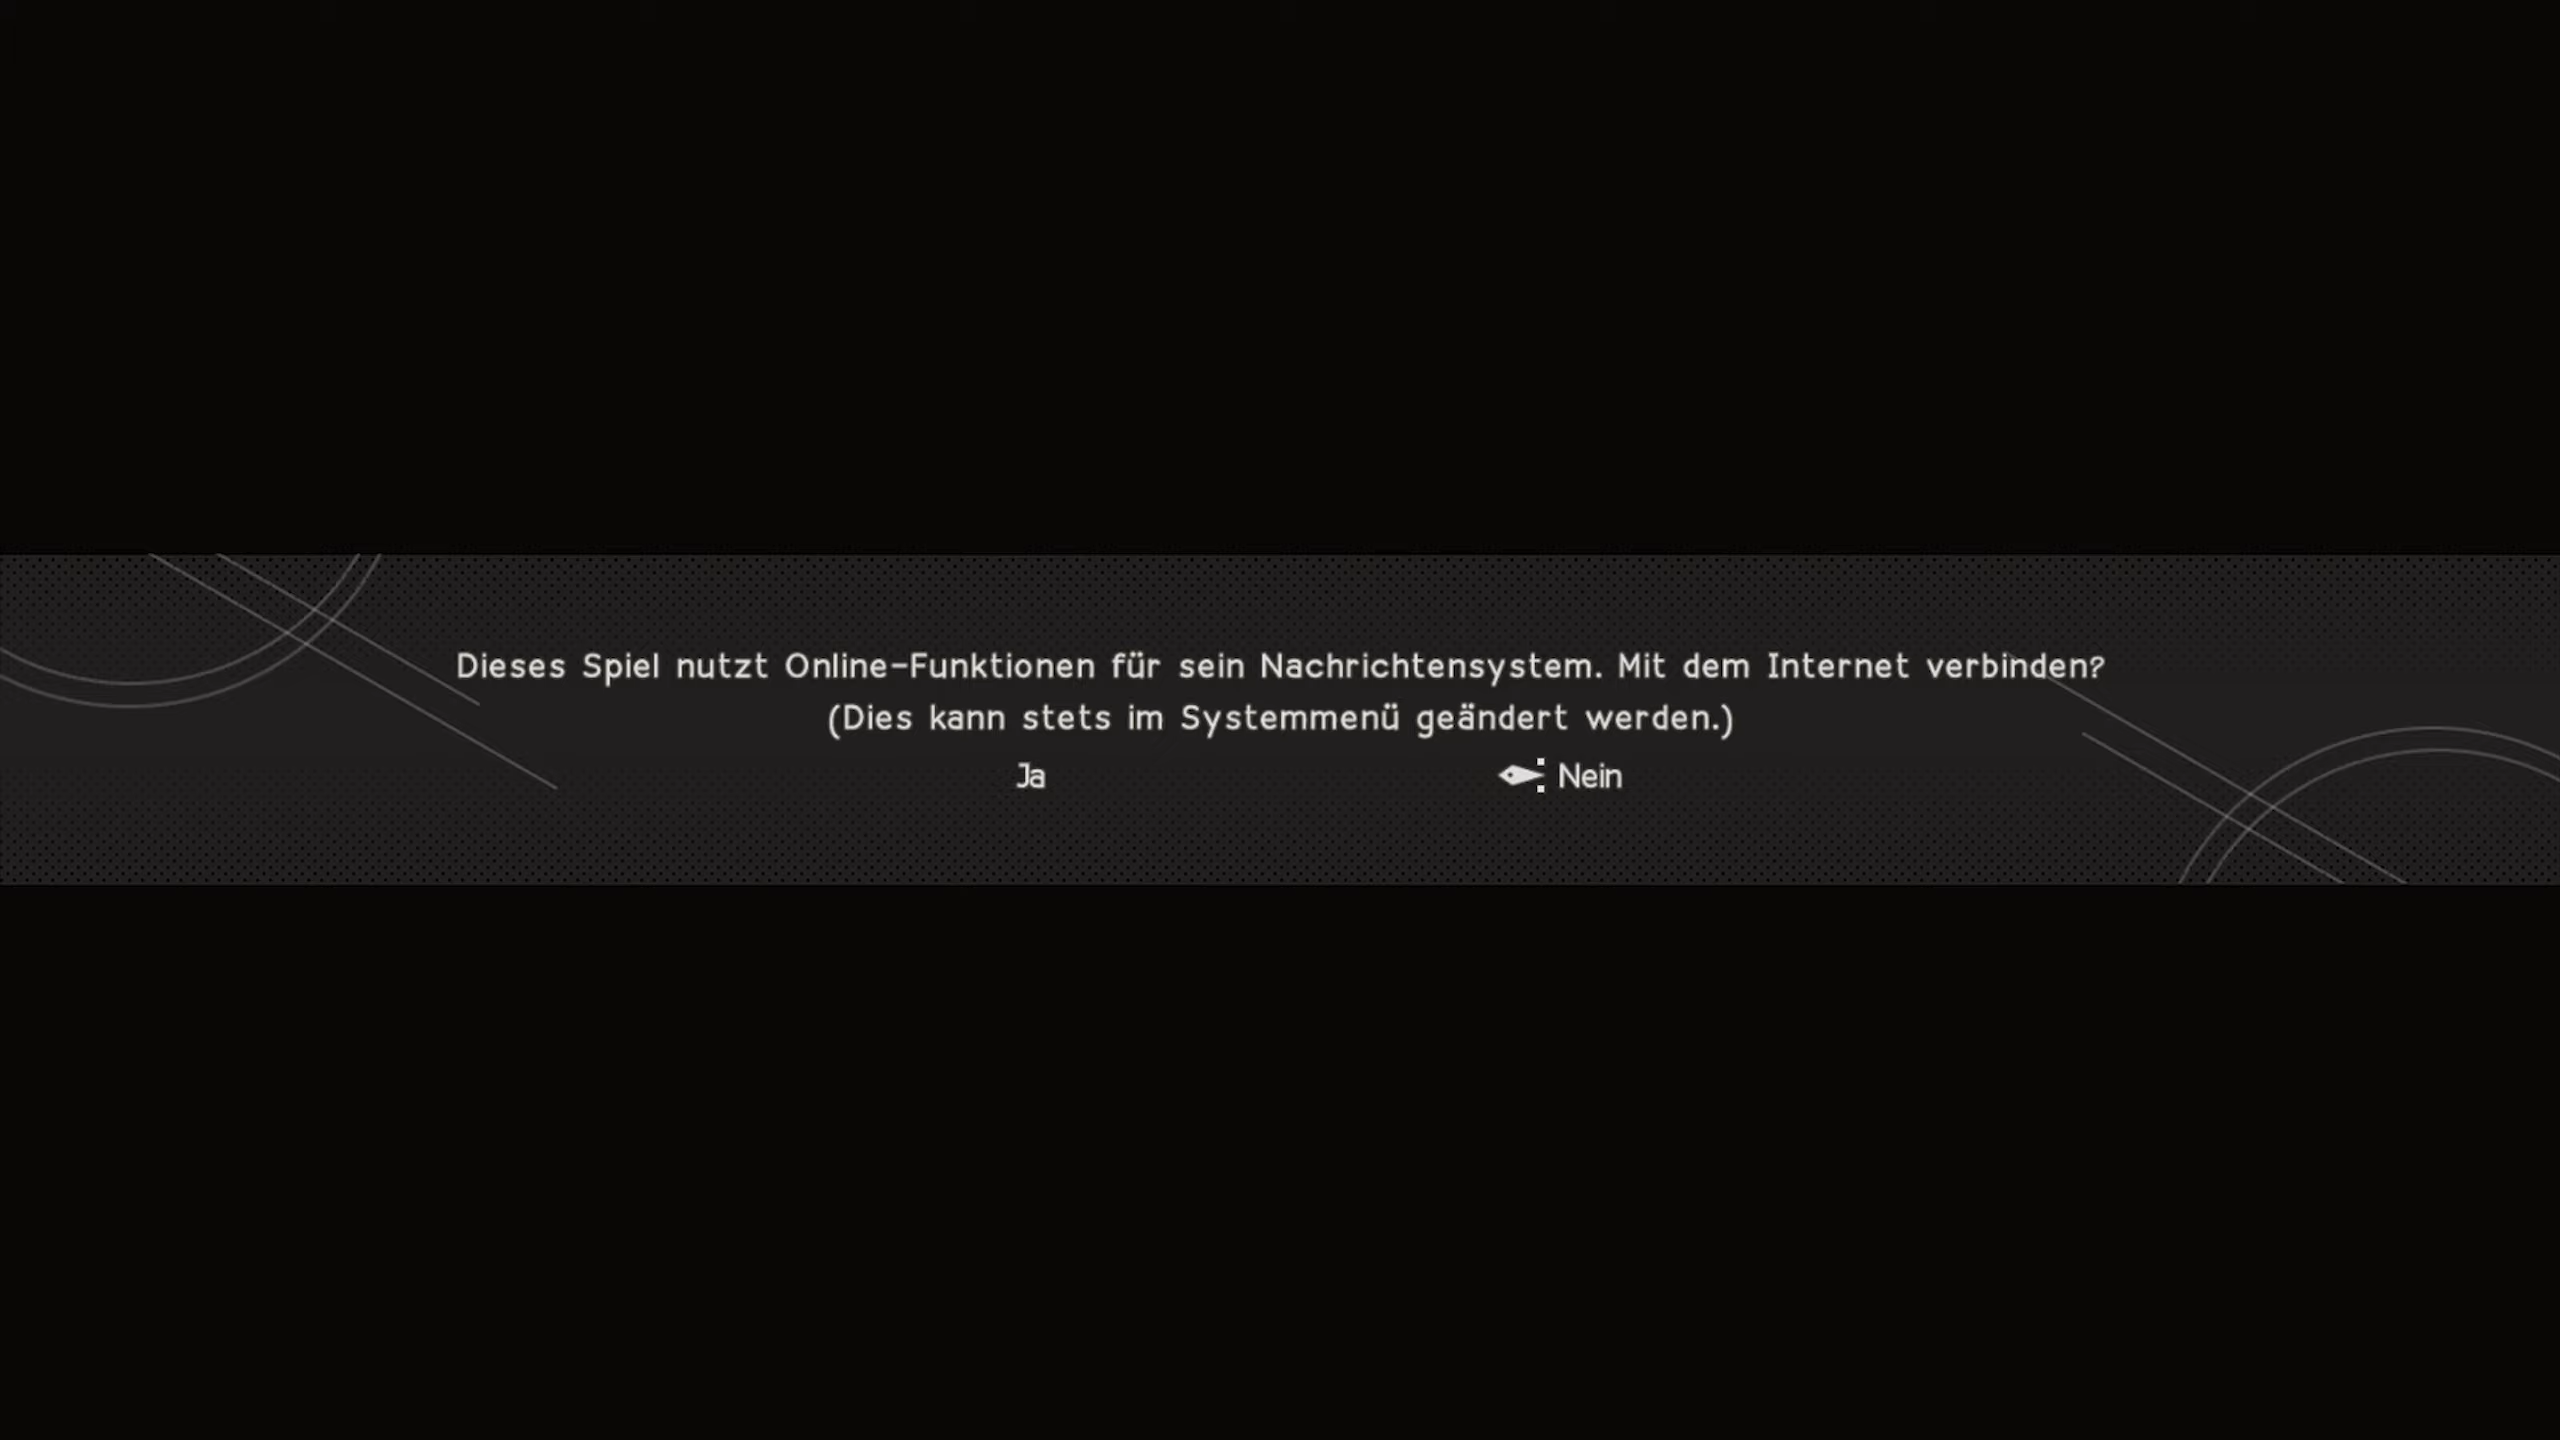 Dieses Spiel nutzt Online-Funktionen für sein Nachrichtensystem. Mit dem Internet verbinden?
(Dies kann stets im Systemmenü geändert werden.)
Ja Nein